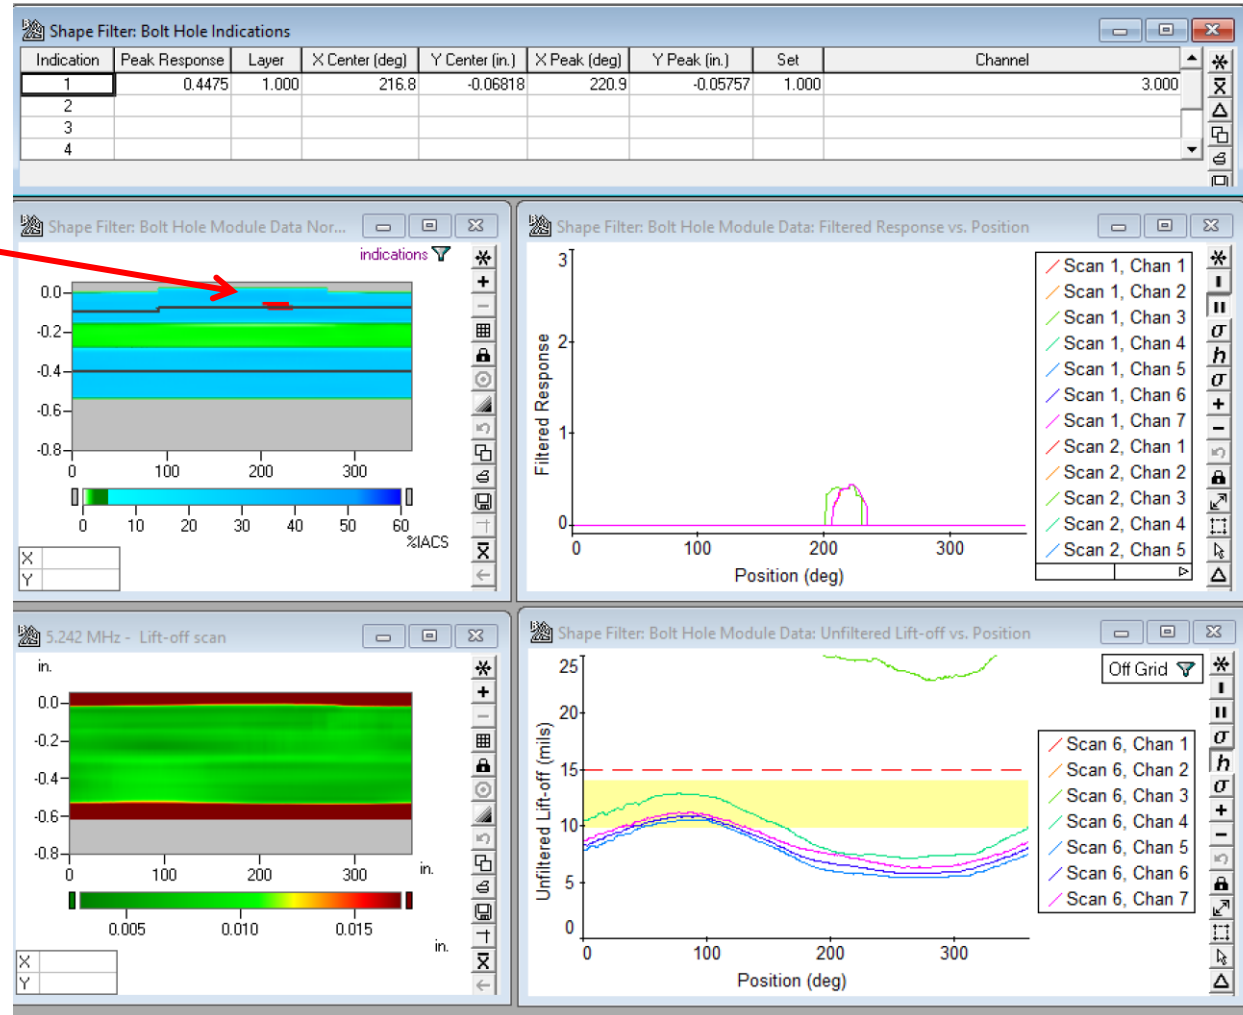 Shape Filter: Bolt Hole Indications
Indication Peak Response Layer X Center (deg) Y Center (in.) X Peak (deg) Y Peak (in.) Set Channel
1 0.4475 1.000 216.8 -0.06818 220.9 -0.05757 1.000 3.000
2
3
4
Shape Filter: Bolt Hole Module Data Nor...
indications
0.0
-0.2
-0.4
-0.6
-0.8
0 100 200 300
0 10 20 30 40 50 60
%IACS
X
Y
Shape Filter: Bolt Hole Module Data: Filtered Response vs. Position
Filtered Response
3
2
1
0
0 100 200 300
Position (deg)
Scan 1, Chan 1
Scan 1, Chan 2
Scan 1, Chan 3
Scan 1, Chan 4
Scan 1, Chan 5
Scan 1, Chan 6
Scan 1, Chan 7
Scan 2, Chan 1
Scan 2, Chan 2
Scan 2, Chan 3
Scan 2, Chan 4
Scan 2, Chan 5
5.242 MHz - Lift-off scan
in.
0.0
-0.2
-0.4
-0.6
-0.8
0 100 200 300 in.
0.005 0.010 0.015
in.
X
Y
Shape Filter: Bolt Hole Module Data: Unfiltered Lift-off vs. Position
Off Grid
Unfiltered Lift-off (mils)
25
20
15
10
5
0
0 100 200 300
Position (deg)
Scan 6, Chan 1
Scan 6, Chan 2
Scan 6, Chan 3
Scan 6, Chan 4
Scan 6, Chan 5
Scan 6, Chan 6
Scan 6, Chan 7